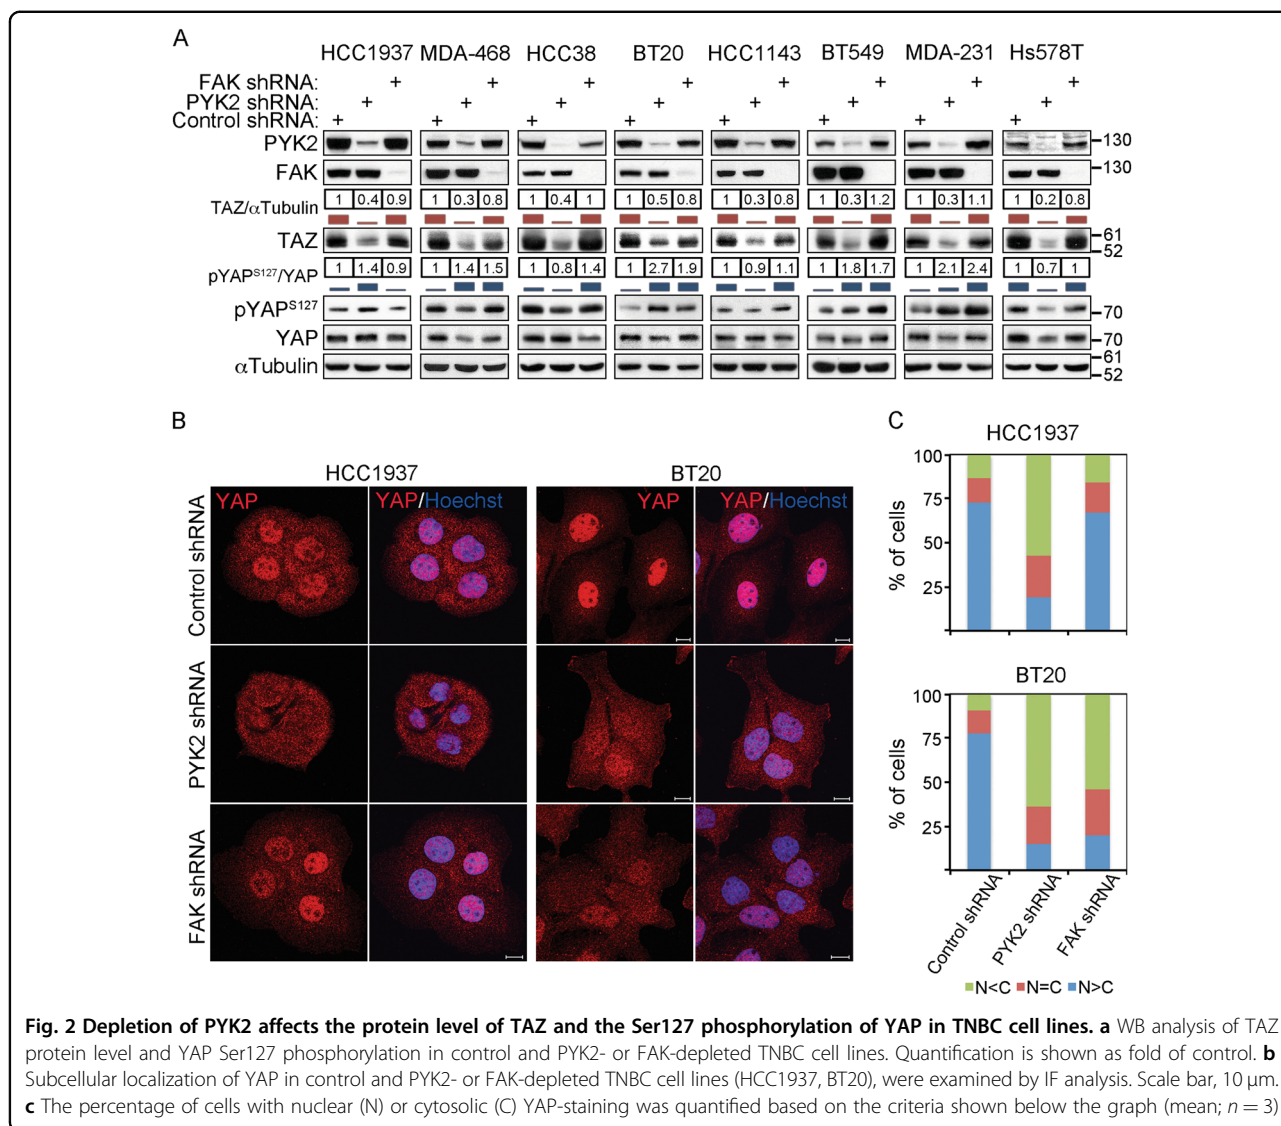 A
HCC1937 MDA-468 HCC38 BT20 HCC1143 BT549 MDA-231 Hs578T
FAK shRNA: + + + + + + + +
PYK2 shRNA: + + + + + + + +
Control shRNA: + + + + + + + +
PYK2 130
FAK 130
TAZ/αTubulin 1 0.4 0.9 1 0.3 0.8 1 0.4 1 1 0.5 0.8 1 0.3 0.8 1 0.3 1.2 1 0.3 1.1 1 0.2 0.8
TAZ 61
52
pYAP^S127/YAP 1 1.4 0.9 1 1.4 1.5 1 0.8 1.4 1 2.7 1.9 1 0.9 1.1 1 1.8 1.7 1 2.1 2.4 1 0.7 1
pYAP^S127 70
YAP 70
αTubulin 61
52
B
HCC1937 BT20
YAP YAP/Hoechst YAP YAP/Hoechst
Control shRNA
PYK2 shRNA
FAK shRNA
C
HCC1937
% of cells
100
75
50
25
BT20
% of cells
100
75
50
25
Control shRNA PYK2 shRNA FAK shRNA
N<C N=C N>C
Fig. 2 Depletion of PYK2 affects the protein level of TAZ and the Ser127 phosphorylation of YAP in TNBC cell lines. a WB analysis of TAZ
protein level and YAP Ser127 phosphorylation in control and PYK2- or FAK-depleted TNBC cell lines. Quantification is shown as fold of control. b
Subcellular localization of YAP in control and PYK2- or FAK-depleted TNBC cell lines (HCC1937, BT20), were examined by IF analysis. Scale bar, 10 μm.
c The percentage of cells with nuclear (N) or cytosolic (C) YAP-staining was quantified based on the criteria shown below the graph (mean; n = 3)